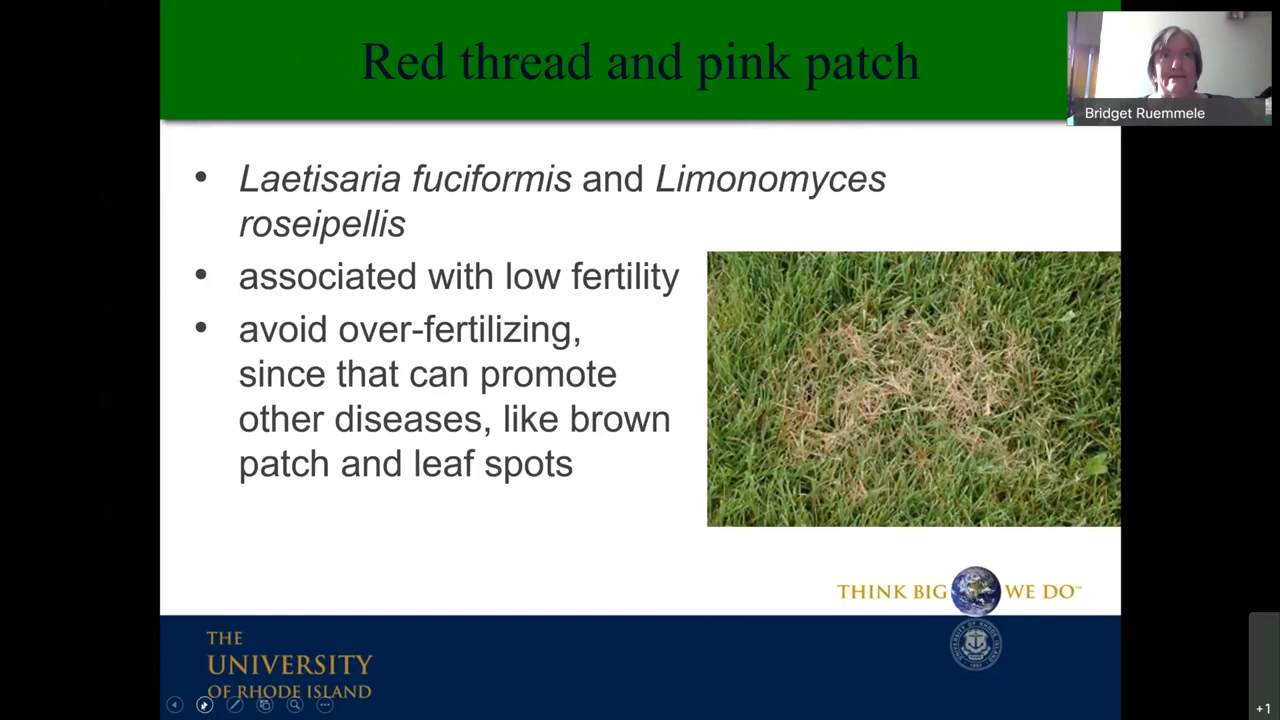 Red thread and pink patch
Bridget Ruemmele
• Laetisaria fuciformis and Limonomyces
roseipellis
• associated with low fertility
• avoid over-fertilizing,
since that can promote
other diseases, like brown
patch and leaf spots
THINK BIG WE DO℠
THE
UNIVERSITY
OF RHODE ISLAND
+1